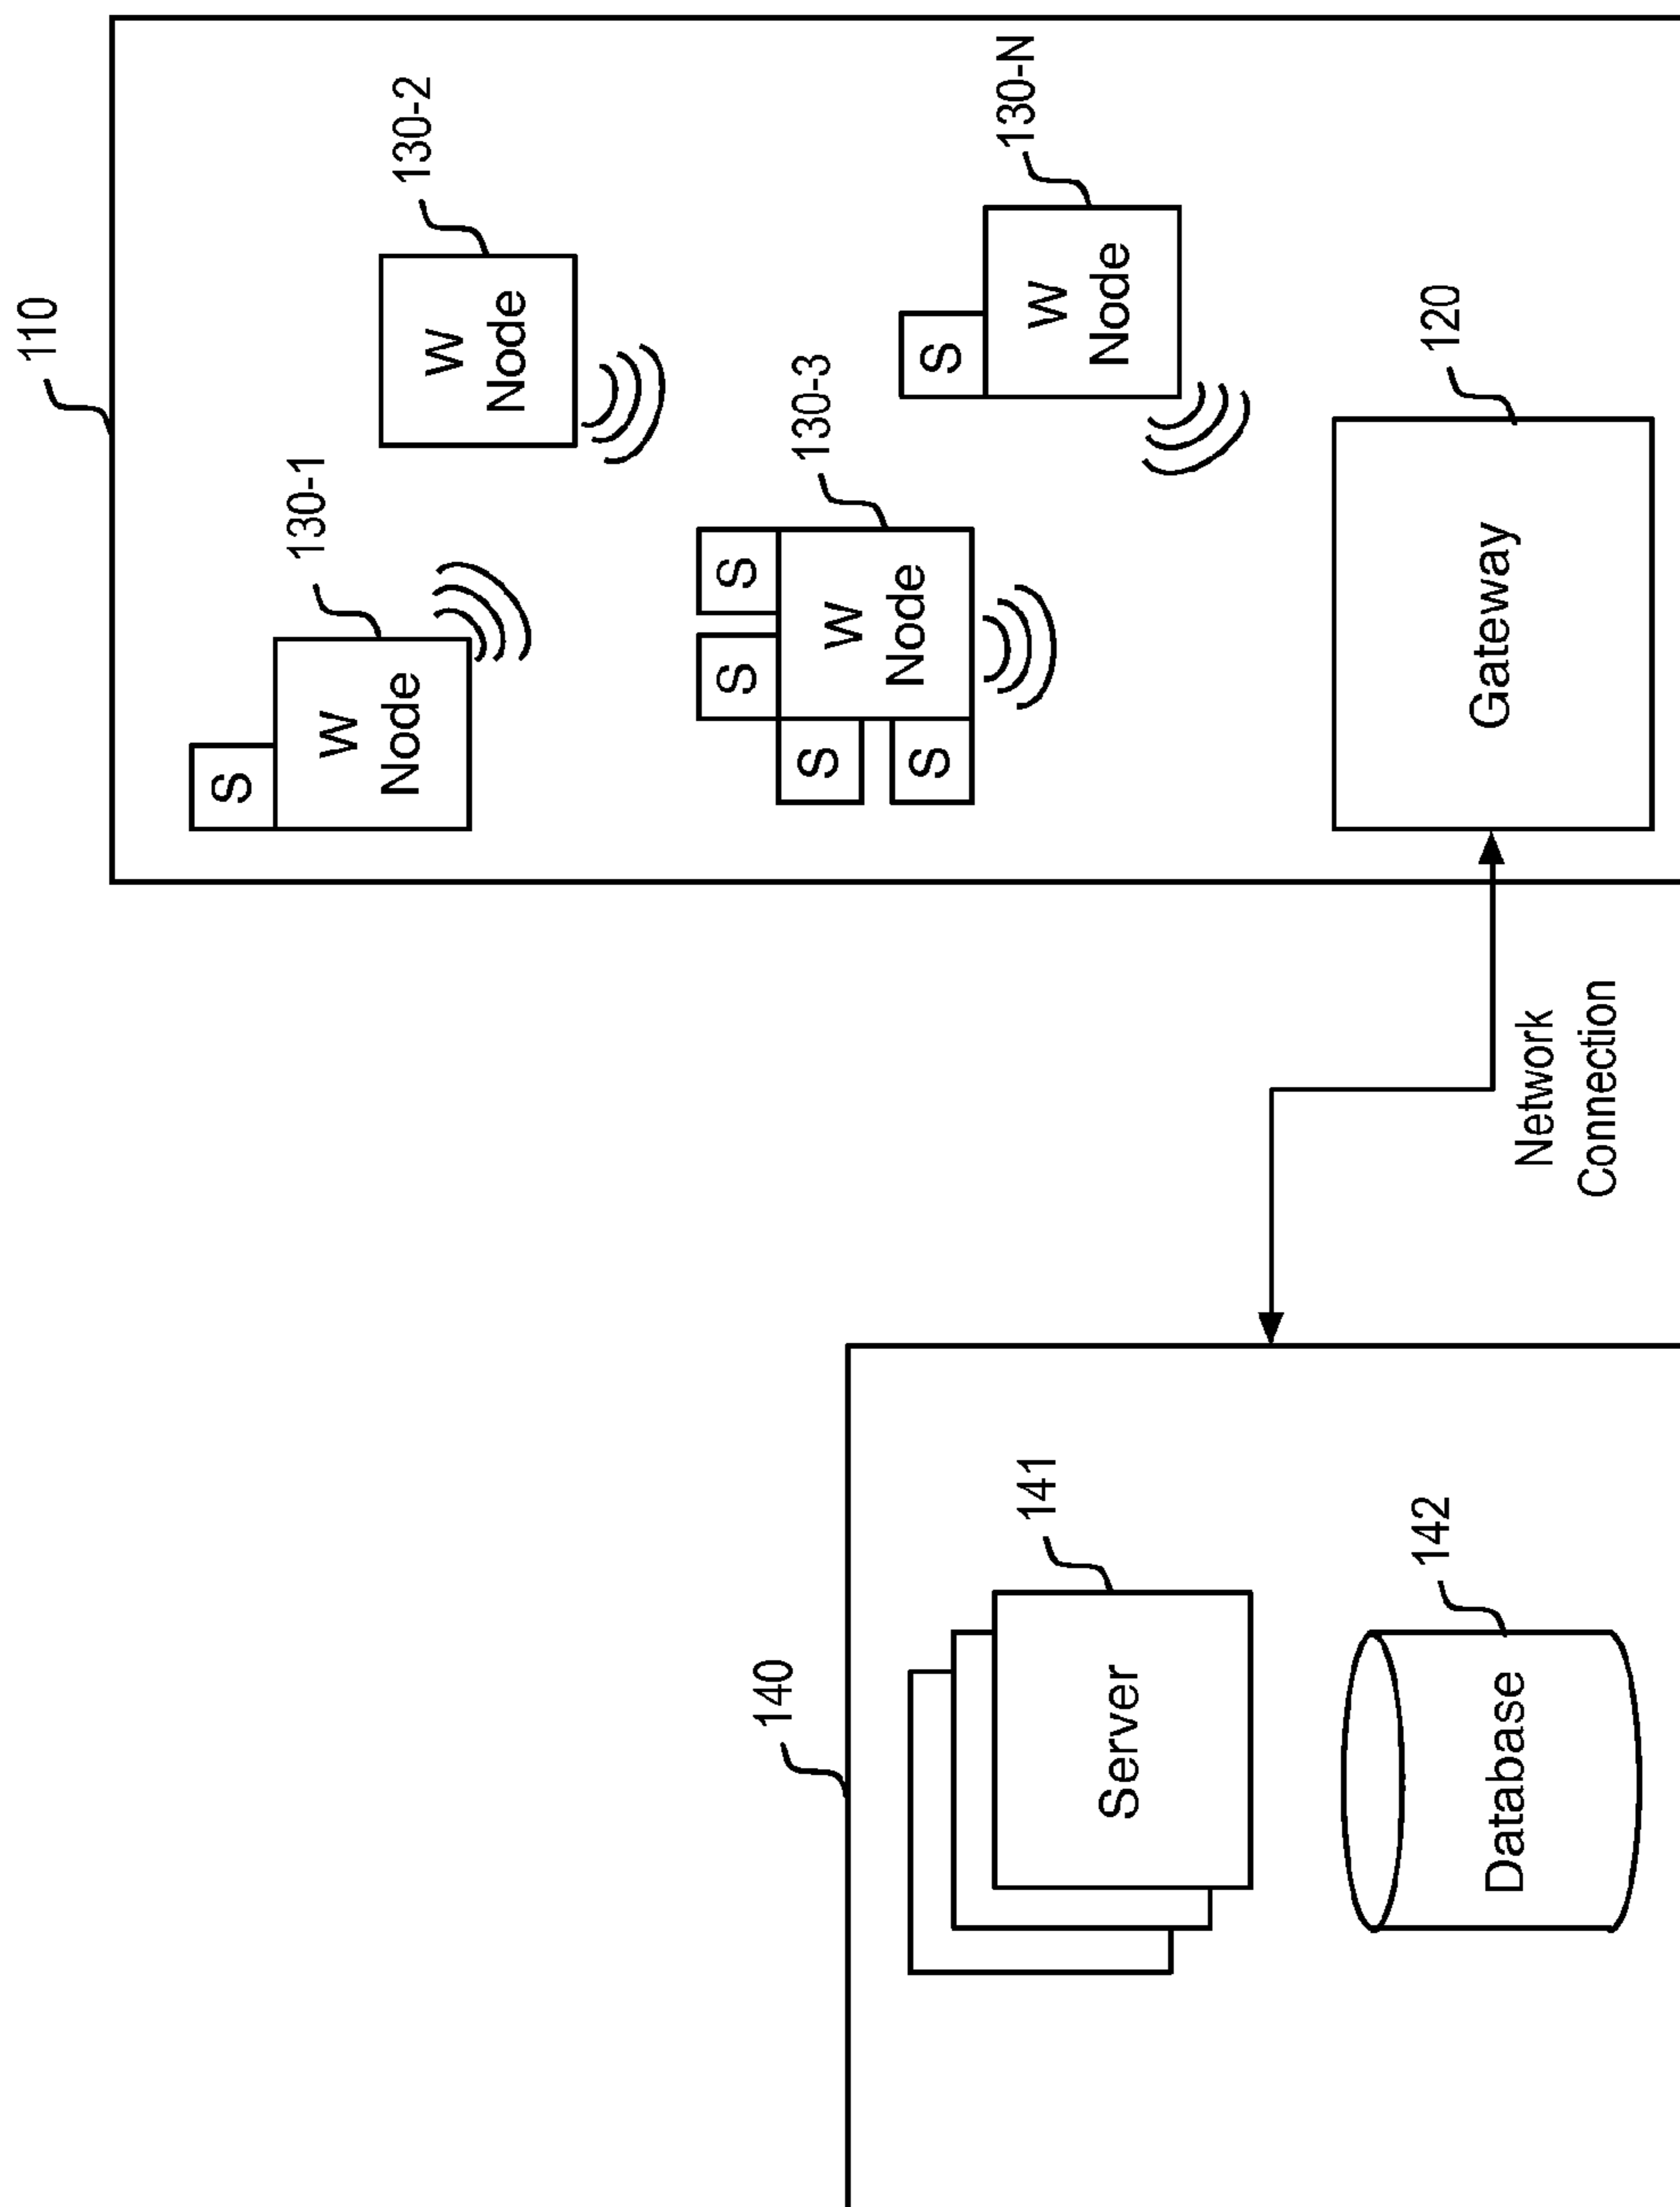 110
S
W
Node
130-1
W
Node
130-2
S
S
S
S
W
Node
130-3
S
W
Node
130-N
Gateway
120
Network
Connection
140
Server
141
Database
142